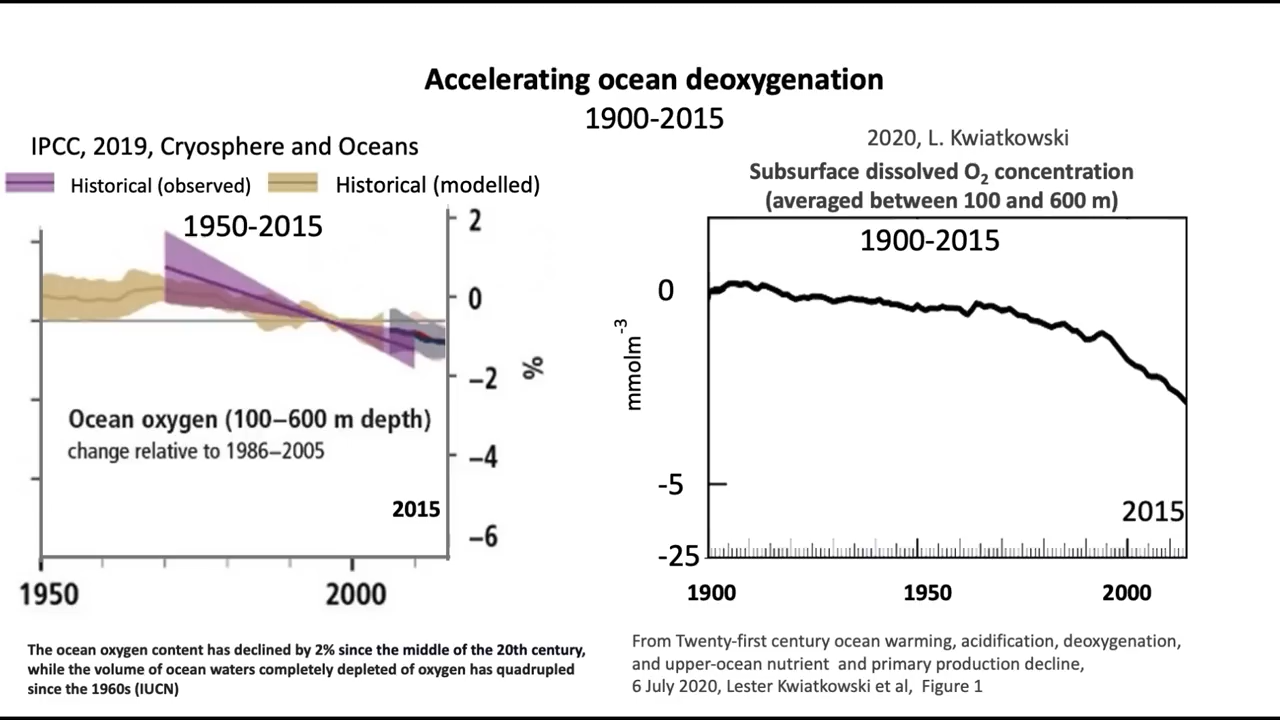 Accelerating ocean deoxygenation
1900-2015
IPCC, 2019, Cryosphere and Oceans
Historical (observed)
Historical (modelled)
1950-2015
2
0
−2
−4
−6
%
Ocean oxygen (100–600 m depth)
change relative to 1986–2005
2015
1950
2000
The ocean oxygen content has declined by 2% since the middle of the 20th century,
while the volume of ocean waters completely depleted of oxygen has quadrupled
since the 1960s (IUCN)
2020, L. Kwiatkowski
Subsurface dissolved O₂ concentration
(averaged between 100 and 600 m)
1900-2015
0
mmolm⁻³
-5
2015
-25
1900
1950
2000
From Twenty-first century ocean warming, acidification, deoxygenation,
and upper-ocean nutrient and primary production decline,
6 July 2020, Lester Kwiatkowski et al, Figure 1